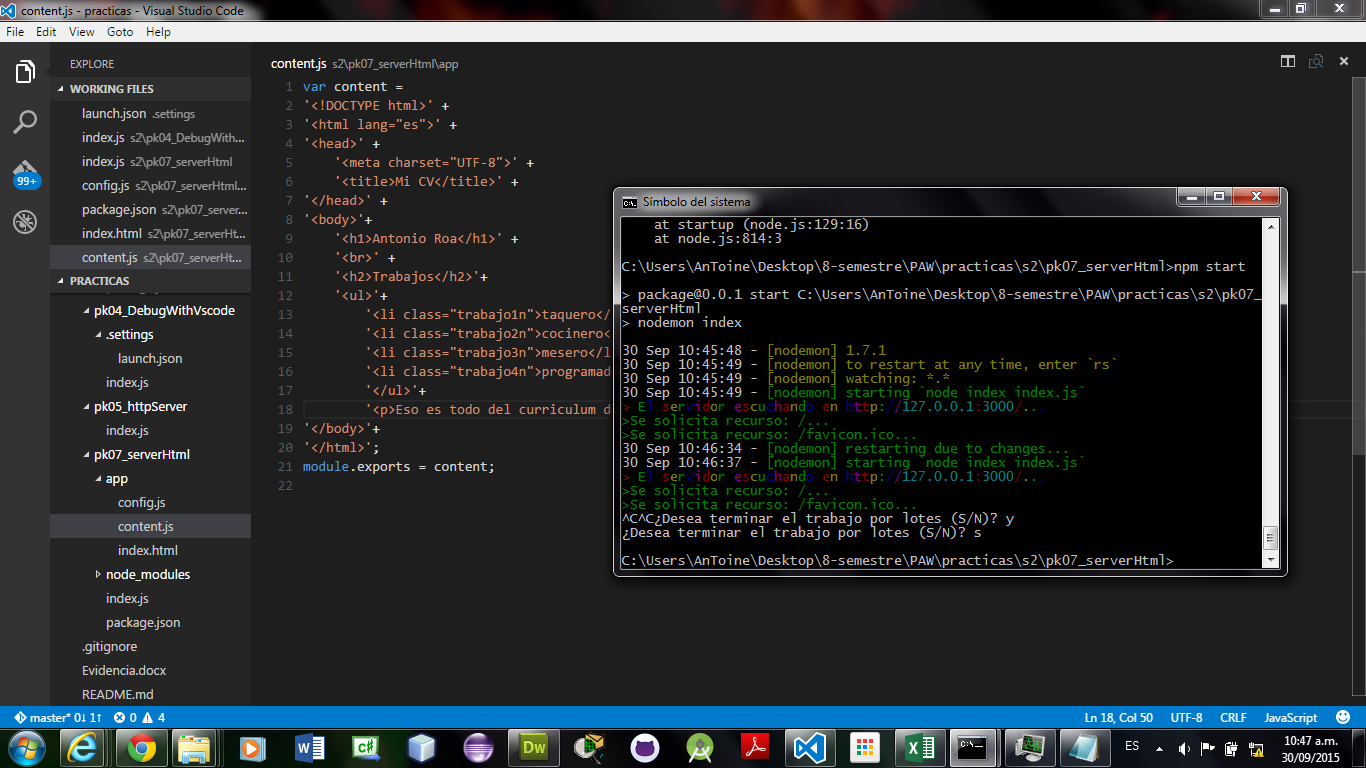 content.js - practicas - Visual Studio Code
File Edit View Goto Help
EXPLORE
WORKING FILES
launch.json .settings
index.js s2\pk04_DebugWith...
index.js s2\pk07_serverHtml
config.js s2\pk07_serverHtml...
package.json s2\pk07_server...
index.html s2\pk07_serverHt...
content.js s2\pk07_serverHt...
PRACTICAS
pk04_DebugWithVscode
.settings
launch.json
index.js
pk05_httpServer
index.js
pk07_serverHtml
app
config.js
content.js
index.html
node_modules
index.js
package.json
.gitignore
Evidencia.docx
README.md
99+
content.js s2\pk07_serverHtml\app
1 var content =
2 '<!DOCTYPE html>' +
3 '<html lang="es">' +
4 '<head>' +
5 '<meta charset="UTF-8">' +
6 '<title>Mi CV</title>' +
7 '</head>' +
8 '<body>'+
9 '<h1>Antonio Roa</h1>' +
10 '<br>' +
11 '<h2>Trabajos</h2>'+
12 '<ul>'+
13 '<li class="trabajo1n">taquero</
14 '<li class="trabajo2n">cocinero<
15 '<li class="trabajo3n">mesero</l
16 '<li class="trabajo4n">programad
17 '</ul>'+
18 '<p>Eso es todo del curriculum d
19 '</body>'+
20 '</html>';
21 module.exports = content;
22
Símbolo del sistema
at startup (node.js:129:16)
at node.js:814:3
C:\Users\AnToine\Desktop\8-semestre\PAW\practicas\s2\pk07_serverHtml>npm start
> package@0.0.1 start C:\Users\AnToine\Desktop\8-semestre\PAW\practicas\s2\pk07_
serverHtml
> nodemon index
30 Sep 10:45:48 - [nodemon] 1.7.1
30 Sep 10:45:49 - [nodemon] to restart at any time, enter `rs`
30 Sep 10:45:49 - [nodemon] watching: *.*
30 Sep 10:45:49 - [nodemon] starting `node index index.js`
> El servidor escuchando en http://127.0.0.1:3000/...
>Se solicita recurso: /...
>Se solicita recurso: /favicon.ico...
30 Sep 10:46:34 - [nodemon] restarting due to changes...
30 Sep 10:46:37 - [nodemon] starting `node index index.js`
> El servidor escuchando en http://127.0.0.1:3000/...
>Se solicita recurso: /...
>Se solicita recurso: /favicon.ico...
^C^C¿Desea terminar el trabajo por lotes (S/N)? y
¿Desea terminar el trabajo por lotes (S/N)? s
C:\Users\AnToine\Desktop\8-semestre\PAW\practicas\s2\pk07_serverHtml>
master* 0↓ 1↑ 0 4
Ln 18, Col 50 UTF-8 CRLF JavaScript
Dw
ES
10:47 a.m.
30/09/2015